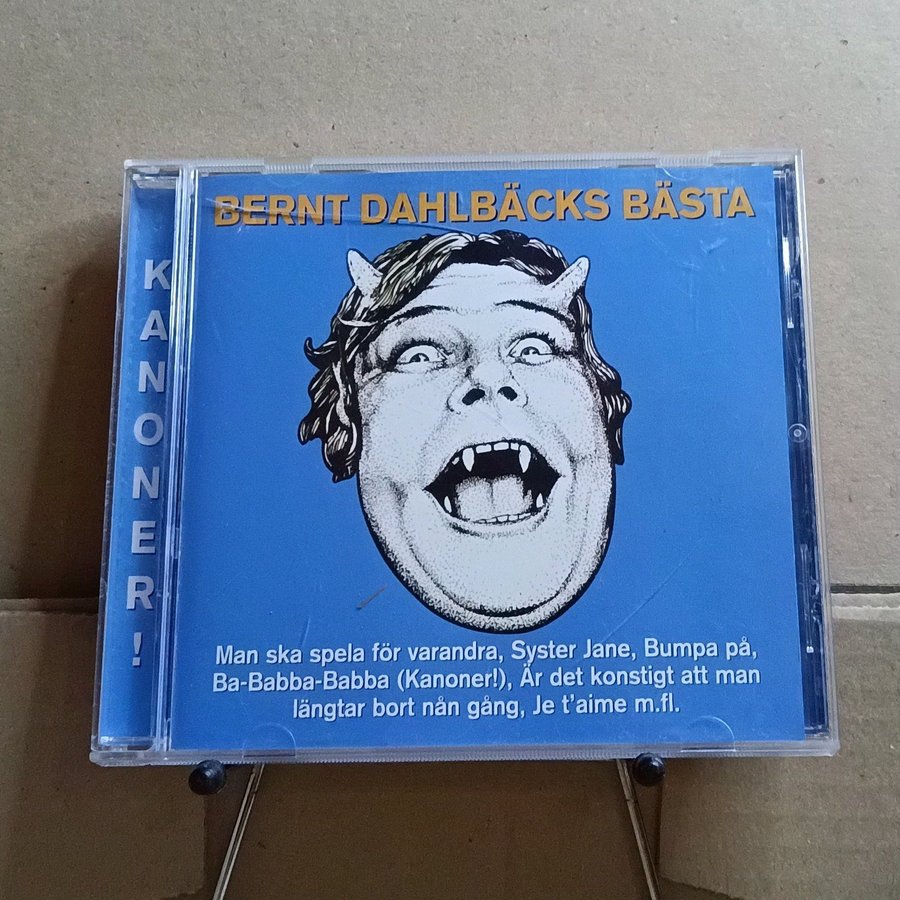 BERNT DAHLBÄCKS BÄSTA
KANONER!
Man ska spela för varandra, Syster Jane, Bumpa på,
Ba-Babba-Babba (Kanoner!), Är det konstigt att man
längtar bort nån gång, Je t'aime m.fl.